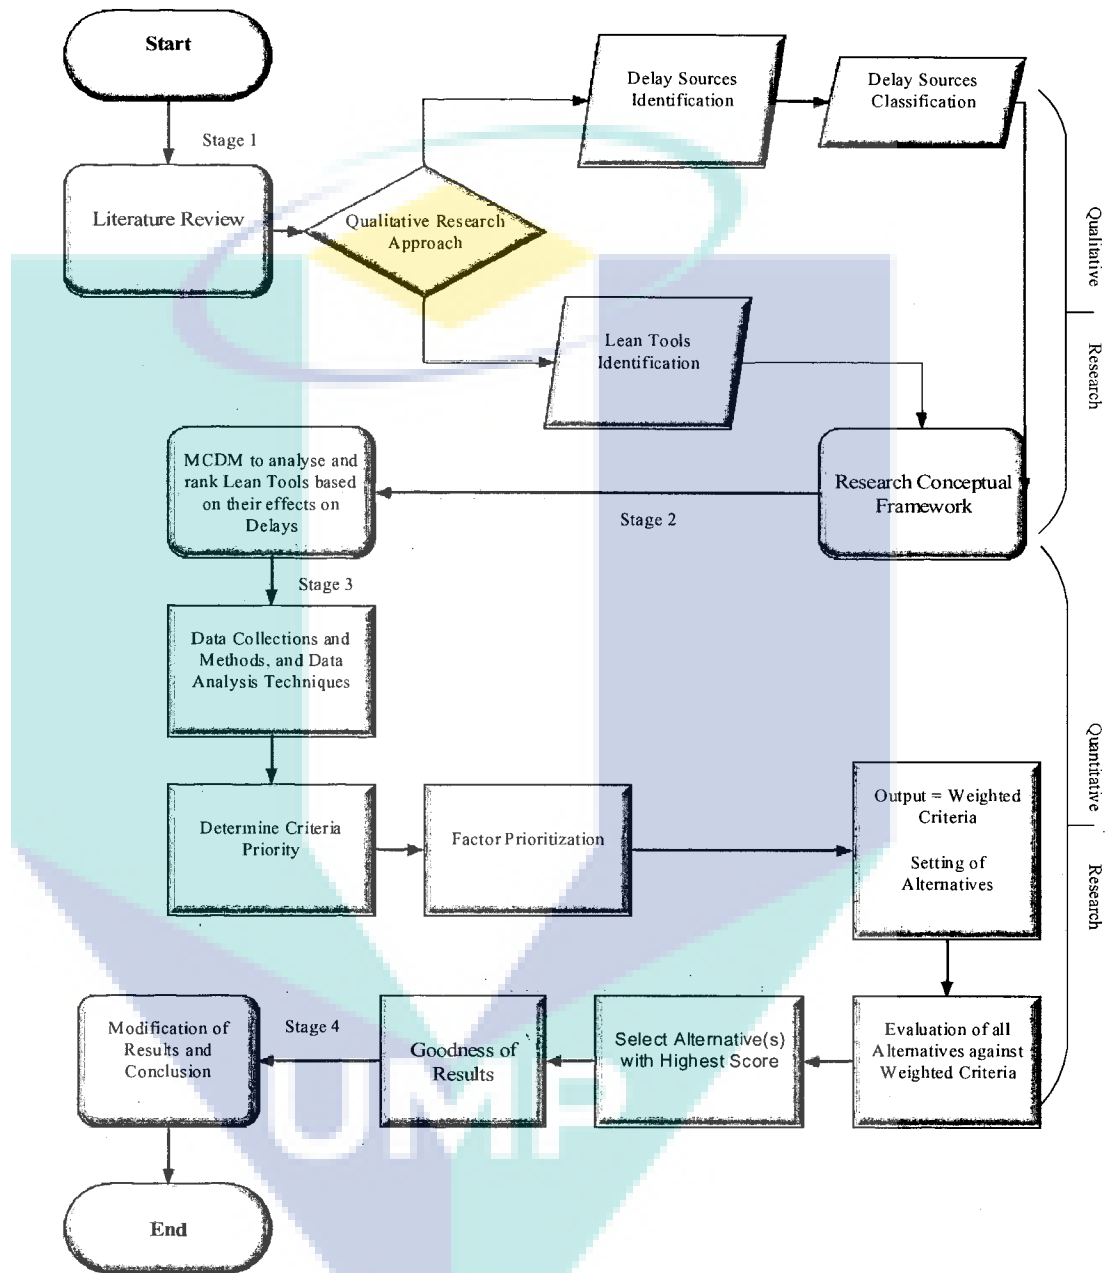 Start
Stage 1
Literature Review
Qualitative Research
Approach
Delay Sources
Identification
Delay Sources
Classification
Lean Tools
Identification
Qualitative Research
Research Conceptual
Framework
Stage 2
MCDM to analyse and
rank Lean Tools based
on their effects on
Delays
Stage 3
Data Collections and
Methods, and Data
Analysis Techniques
Determine Criteria
Priority
Factor Prioritization
Output = Weighted
Criteria
Setting of
Alternatives
Quantitative Research
Evaluation of all
Alternatives against
Weighted Criteria
Select Alternative(s)
with Highest Score
Goodness of
Results
Stage 4
Modification of
Results and
Conclusion
End
UMP